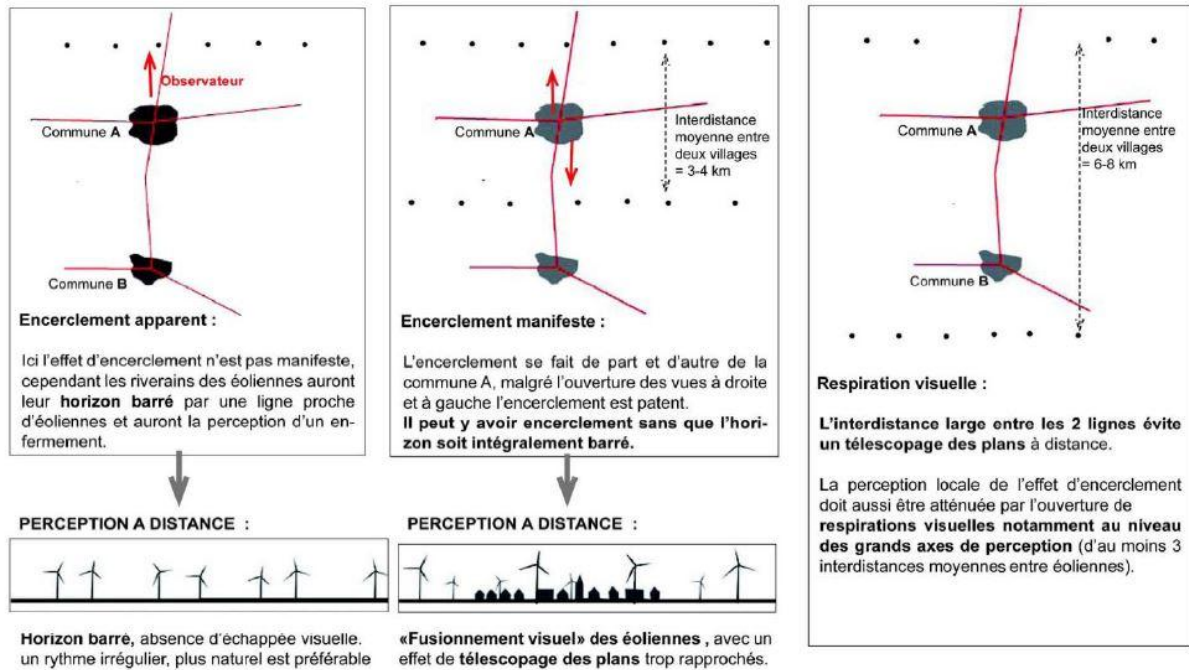 Observateur
Commune A
Commune B
Encerclement apparent :
Ici l'effet d'encerclement n'est pas manifeste,
cependant les riverains des éoliennes auront
leur horizon barré par une ligne proche
d'éoliennes et auront la perception d'un en-
fermement.
PERCEPTION A DISTANCE :
Horizon barré, absence d'échappée visuelle.
un rythme irrégulier, plus naturel est préférable
Commune A
Interdistance
moyenne entre
deux villages
= 3-4 km
Commune B
Encerclement manifeste :
L'encerclement se fait de part et d'autre de la
commune A, malgré l'ouverture des vues à droite
et à gauche l'encerclement est patent.
Il peut y avoir encerclement sans que l'hori-
zon soit intégralement barré.
PERCEPTION A DISTANCE :
«Fusionnement visuel» des éoliennes , avec un
effet de télescopage des plans trop rapprochés.
Commune A
Interdistance
moyenne entre
deux villages
= 6-8 km
Commune B
Respiration visuelle :
L'interdistance large entre les 2 lignes évite
un télescopage des plans à distance.
La perception locale de l'effet d'encerclement
doit aussi être atténuée par l'ouverture de
respirations visuelles notamment au niveau
des grands axes de perception (d'au moins 3
interdistances moyennes entre éoliennes).